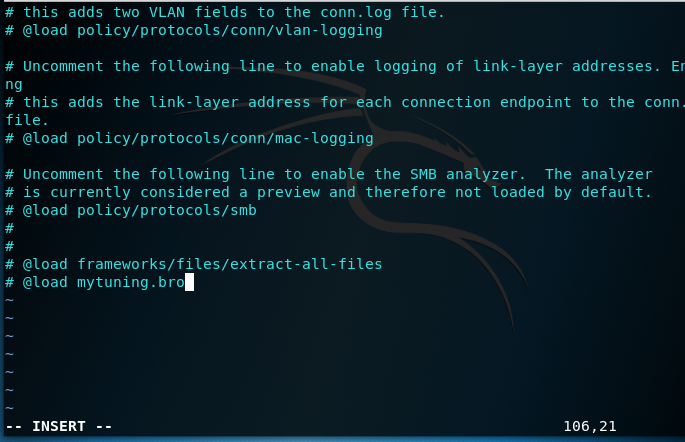 # this adds two VLAN fields to the conn.log file.
# @load policy/protocols/conn/vlan-logging
# Uncomment the following line to enable logging of link-layer addresses. En
ng
# this adds the link-layer address for each connection endpoint to the conn.
file.
# @load policy/protocols/conn/mac-logging
# Uncomment the following line to enable the SMB analyzer.  The analyzer
# is currently considered a preview and therefore not loaded by default.
# @load policy/protocols/smb
#
#
# @load frameworks/files/extract-all-files
# @load mytuning.bro
~
~
~
~
~
~
~
-- INSERT -- 106,21